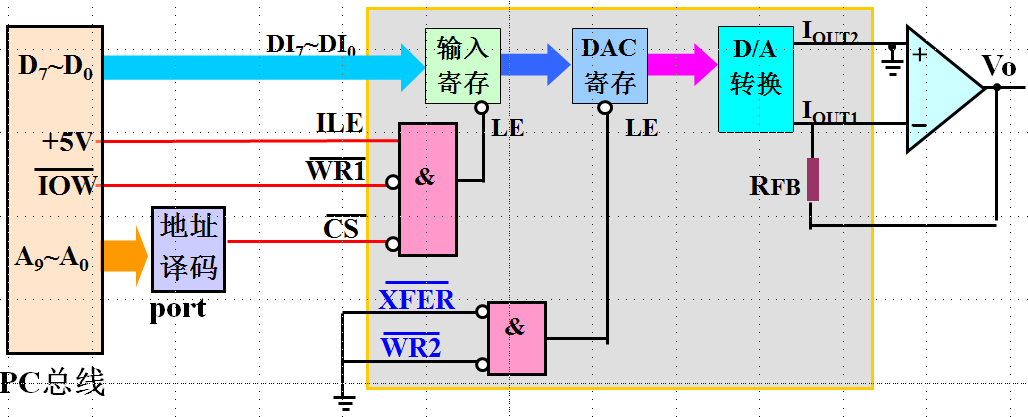 D7~D0
DI7~DI0
输入
寄存
DAC
寄存
D/A
转换
IOUT2
+
Vo
IOUT1
−
+5V
ILE
LE
LE
IOW
WR1
&
RFB
A9~A0
地址
译码
CS
port
XFER
WR2
&
PC总线